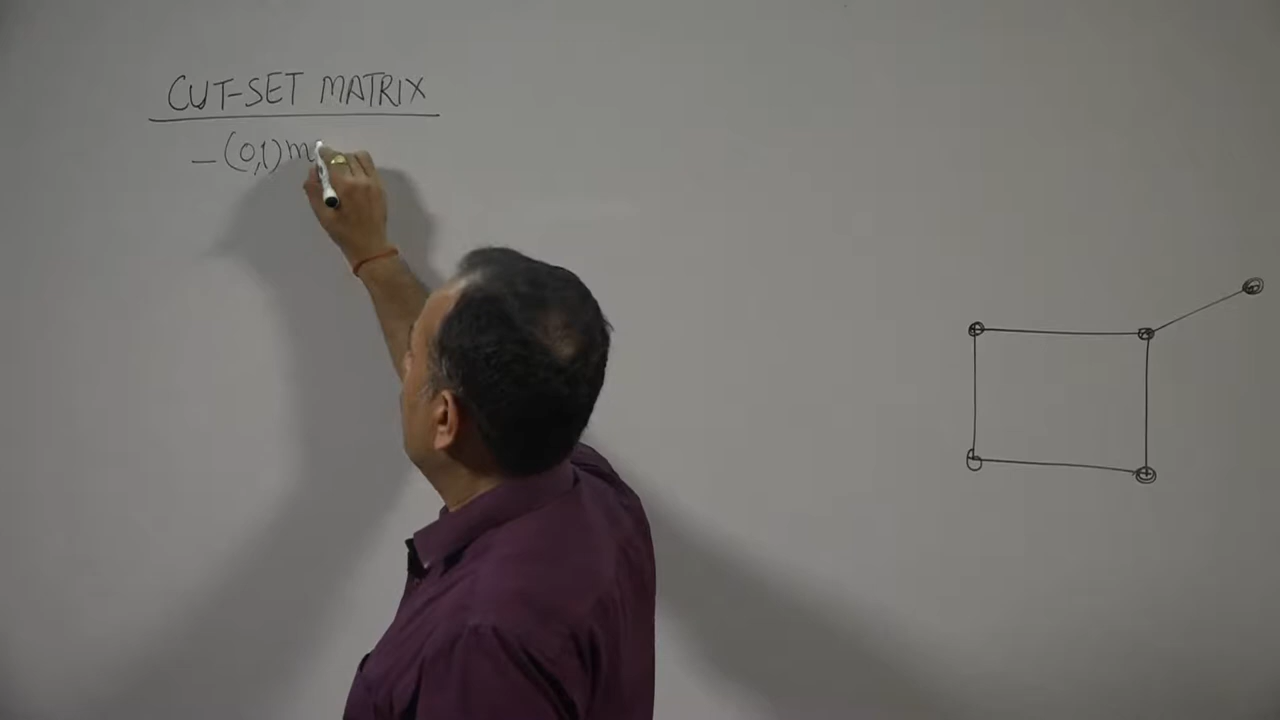 CUT-SET MATRIX
- (0,1) m